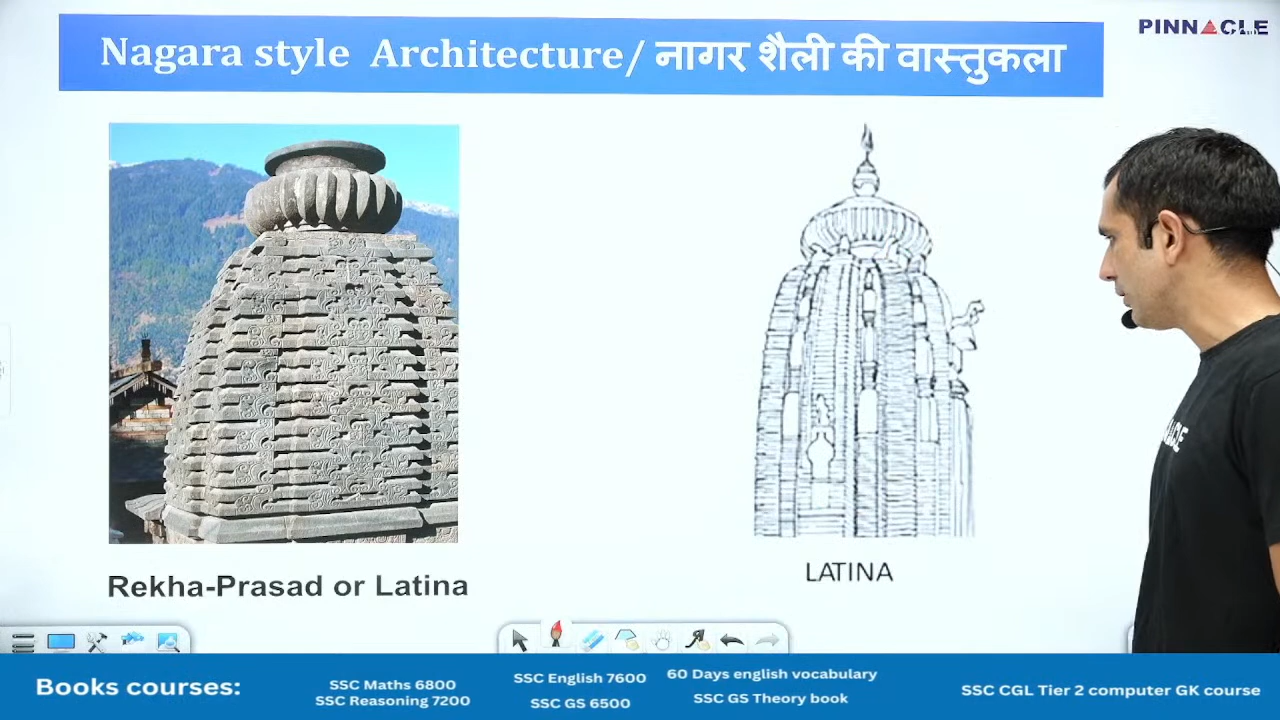 Nagara style Architecture/ नागर शैली की वास्तुकला
PINNACLE
Rekha-Prasad or Latina
LATINA
Books courses:
SSC Maths 6800
SSC Reasoning 7200
SSC English 7600
SSC GS 6500
60 Days english vocabulary
SSC GS Theory book
SSC CGL Tier 2 computer GK course